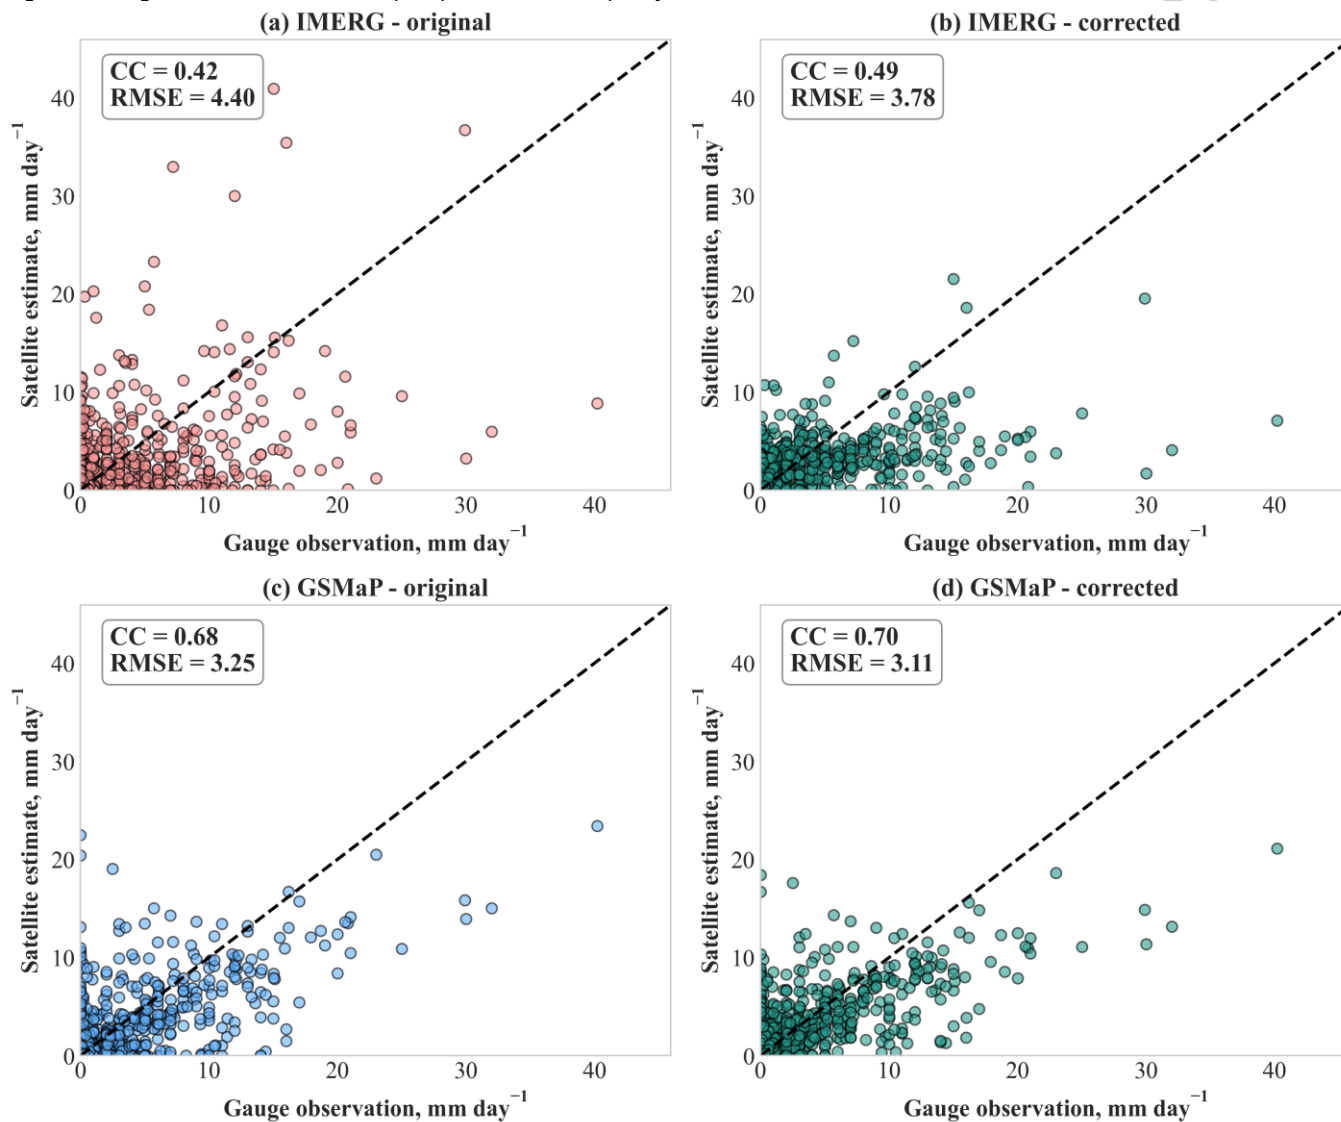 (a) IMERG - original
CC = 0.42
RMSE = 4.40
40
30
20
10
0
Satellite estimate, mm day⁻¹
0 10 20 30 40
Gauge observation, mm day⁻¹
(b) IMERG - corrected
CC = 0.49
RMSE = 3.78
40
30
20
10
0
Satellite estimate, mm day⁻¹
0 10 20 30 40
Gauge observation, mm day⁻¹
(c) GSMaP - original
CC = 0.68
RMSE = 3.25
40
30
20
10
0
Satellite estimate, mm day⁻¹
0 10 20 30 40
Gauge observation, mm day⁻¹
(d) GSMaP - corrected
CC = 0.70
RMSE = 3.11
40
30
20
10
0
Satellite estimate, mm day⁻¹
0 10 20 30 40
Gauge observation, mm day⁻¹